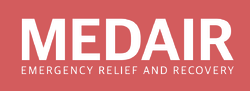 MEDAIR
EMERGENCY RELIEF AND RECOVERY